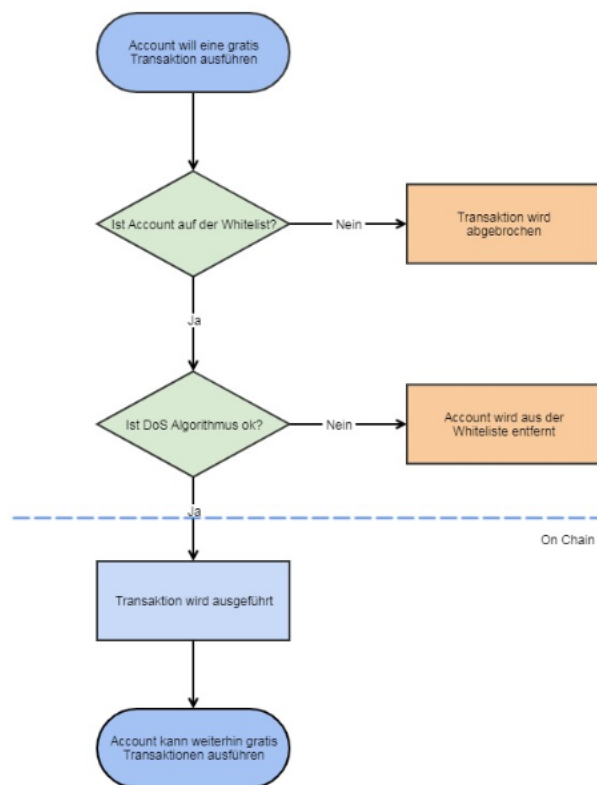 Account will eine gratis
Transaktion ausführen
Ist Account auf der Whitelist?
Nein
Transaktion wird
abgebrochen
Ja
Ist DoS Algorithmus ok?
Nein
Account wird aus der
Whiteliste entfernt
Ja
On Chain
Transaktion wird ausgeführt
Account kann weiterhin gratis
Transaktionen ausführen